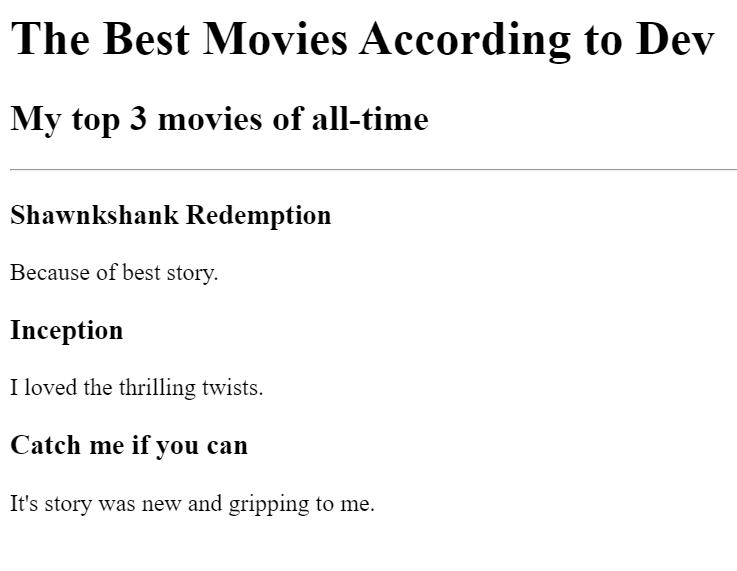 The Best Movies According to Dev
My top 3 movies of all-time
Shawnkshank Redemption
Because of best story.
Inception
I loved the thrilling twists.
Catch me if you can
It's story was new and gripping to me.